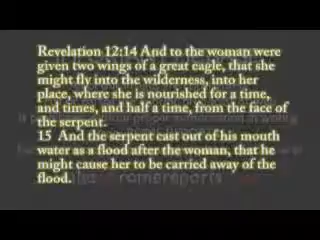 Revelation 12:14 And to the woman were
given two wings of a great eagle, that she
might fly into the wilderness, into her
place, where she is nourished for a time,
and times, and half a time, from the face of
the serpent.
15 And the serpent cast out of his mouth
water as a flood after the woman, that he
might cause her to be carried away of the
flood.
romereports